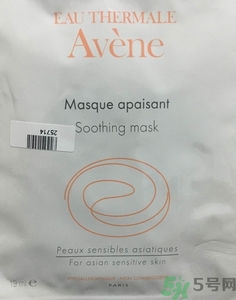 EAU THERMALE
Avène
Masque apaisant
Soothing mask
25714
Peaux sensibles asiatiques
For asian sensitive skin
PARIS
5号网